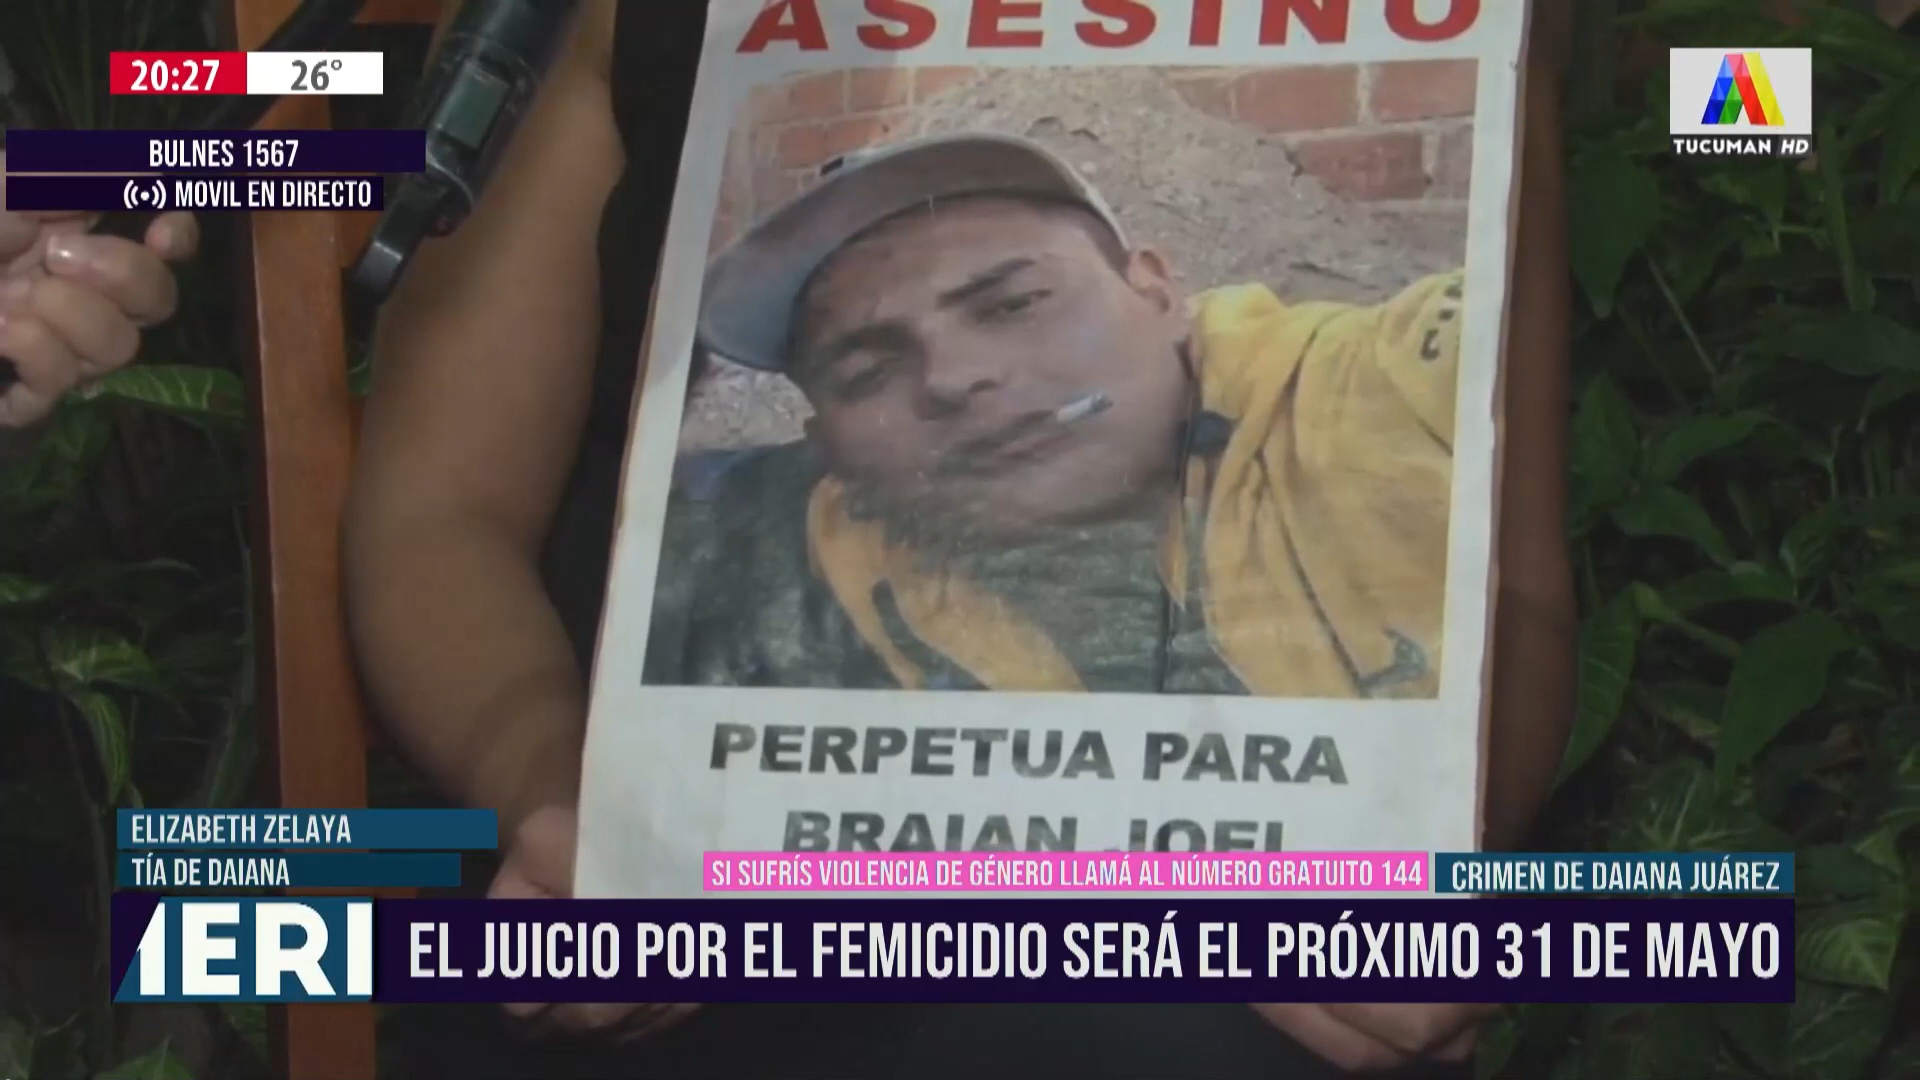 ASESINO
20:27 26°
TUCUMAN HD
BULNES 1567
MOVIL EN DIRECTO
PERPETUA PARA
BRAIAN JOEL
ELIZABETH ZELAYA
TÍA DE DAIANA
SI SUFRÍS VIOLENCIA DE GÉNERO LLAMÁ AL NÚMERO GRATUITO 144
CRIMEN DE DAIANA JUÁREZ
EL JUICIO POR EL FEMICIDIO SERÁ EL PRÓXIMO 31 DE MAYO